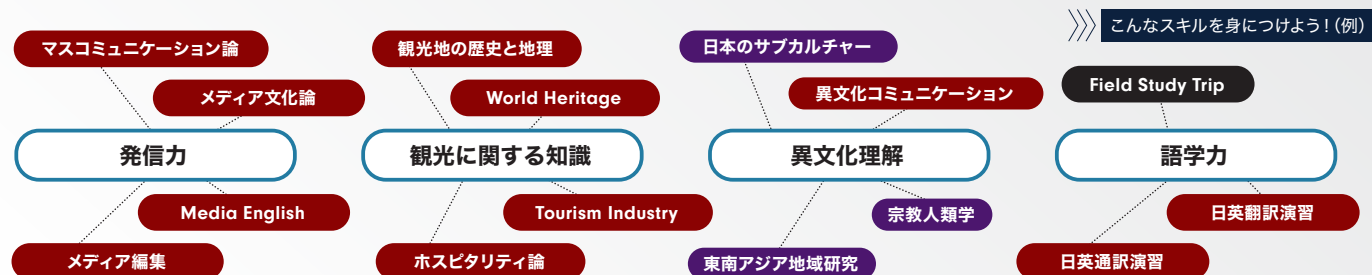 こんなスキルを身につけよう！（例）
マスコミュニケーション論
メディア文化論
発信力
Media English
メディア編集
観光地の歴史と地理
World Heritage
観光に関する知識
Tourism Industry
ホスピタリティ論
日本のサブカルチャー
異文化コミュニケーション
異文化理解
宗教人類学
東南アジア地域研究
Field Study Trip
語学力
日英翻訳演習
日英通訳演習